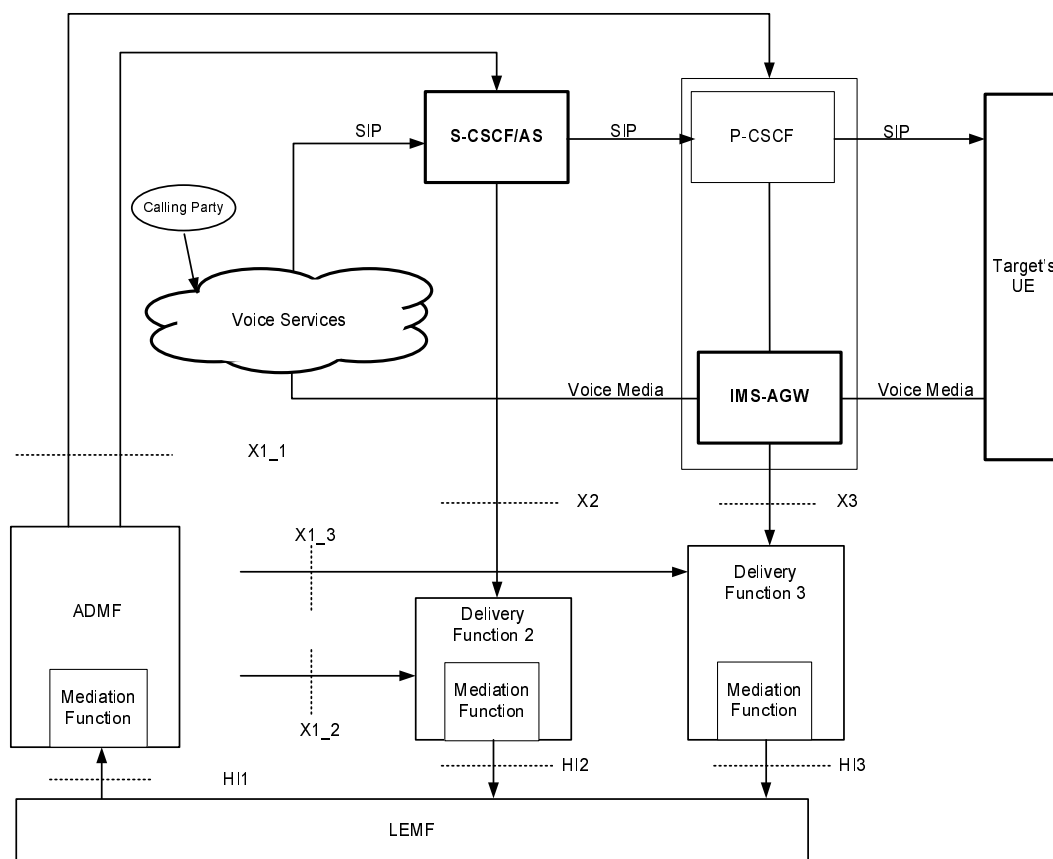 SIP
S-CSCF/AS
SIP
P-CSCF
SIP
Calling Party
Voice Services
Target's
UE
Voice Media
IMS-AGW
Voice Media
X1_1
X2
X3
X1_3
ADMF
Delivery
Function 2
Delivery
Function 3
Mediation
Function
Mediation
Function
Mediation
Function
X1_2
HI1
HI2
HI3
LEMF